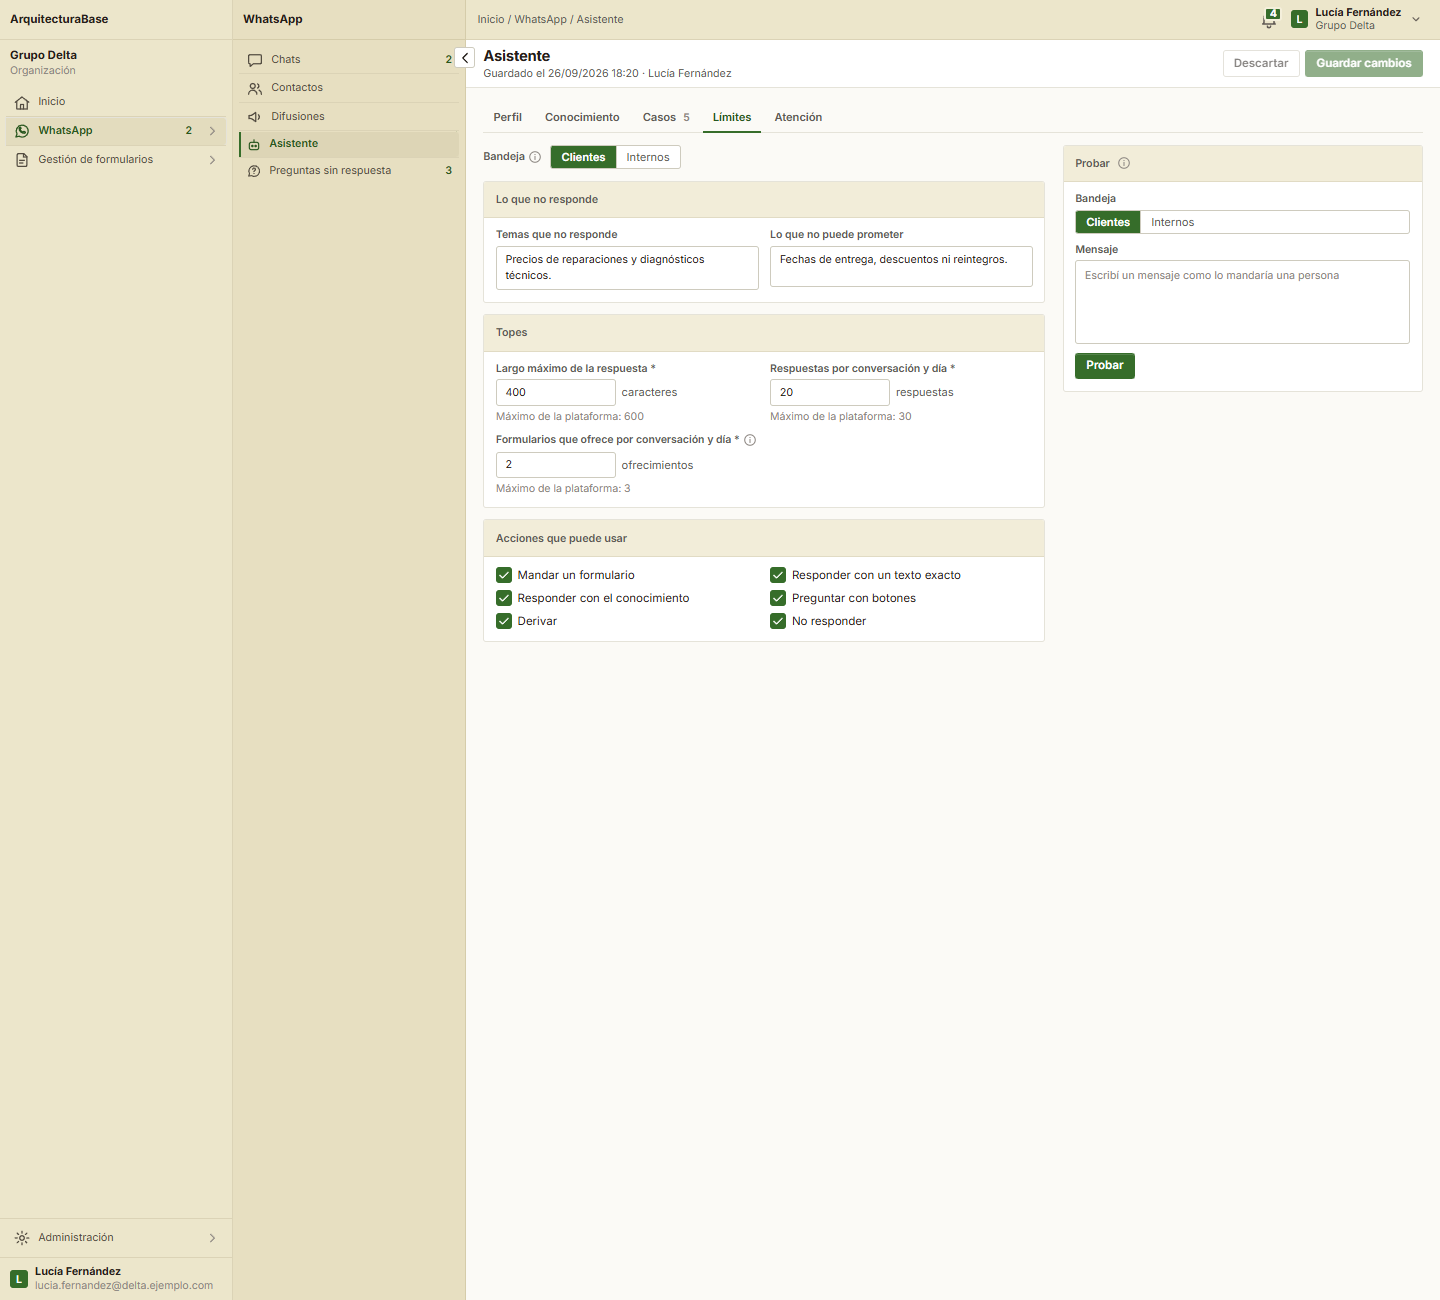 ArquitecturaBase
Grupo Delta
Organización
Inicio
WhatsApp 2
Gestión de formularios
Administración
L Lucía Fernández
lucia.fernandez@delta.ejemplo.com
WhatsApp
Chats 2
Contactos
Difusiones
Asistente
Preguntas sin respuesta 3
Inicio / WhatsApp / Asistente
4
L Lucía Fernández
Grupo Delta
Asistente
Guardado el 26/09/2026 18:20 · Lucía Fernández
Descartar
Guardar cambios
Perfil Conocimiento Casos 5 Límites Atención
Bandeja Clientes Internos
Lo que no responde
Temas que no responde
Precios de reparaciones y diagnósticos
técnicos.
Lo que no puede prometer
Fechas de entrega, descuentos ni reintegros.
Topes
Largo máximo de la respuesta *
400 caracteres
Máximo de la plataforma: 600
Respuestas por conversación y día *
20 respuestas
Máximo de la plataforma: 30
Formularios que ofrece por conversación y día *
2 ofrecimientos
Máximo de la plataforma: 3
Acciones que puede usar
Mandar un formulario
Responder con un texto exacto
Responder con el conocimiento
Preguntar con botones
Derivar
No responder
Probar
Bandeja
Clientes Internos
Mensaje
Escribí un mensaje como lo mandaría una persona
Probar